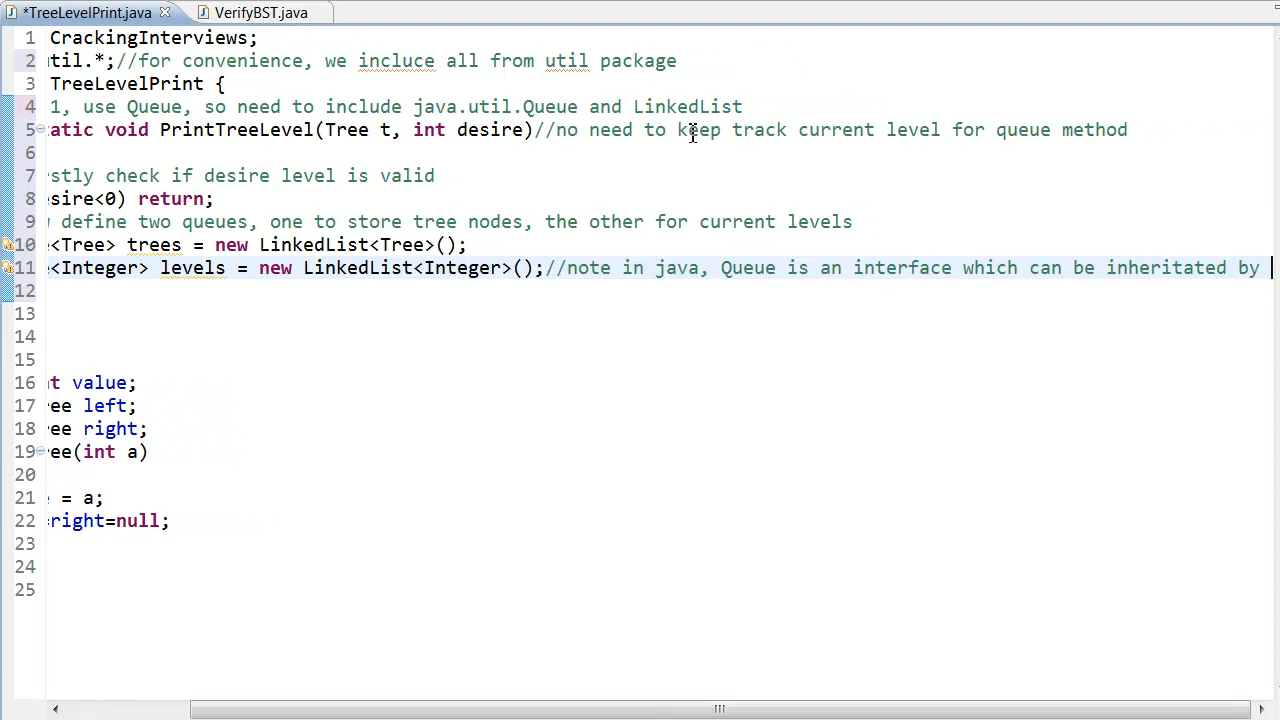 *TreeLevelPrint.java
VerifyBST.java
1 CrackingInterviews;
2 util.*;//for convenience, we incluce all from util package
3 TreeLevelPrint {
4 1, use Queue, so need to include java.util.Queue and LinkedList
5 atic void PrintTreeLevel(Tree t, int desire)//no need to keep track current level for queue method
6
7 stly check if desire level is valid
8 sire<0) return;
9 define two queues, one to store tree nodes, the other for current levels
10 <Tree> trees = new LinkedList<Tree>();
11 <Integer> levels = new LinkedList<Integer>();//note in java, Queue is an interface which can be inheritated by
12
13
14
15
16 t value;
17 ee left;
18 ee right;
19 ee(int a)
20
21 = a;
22 right=null;
23
24
25